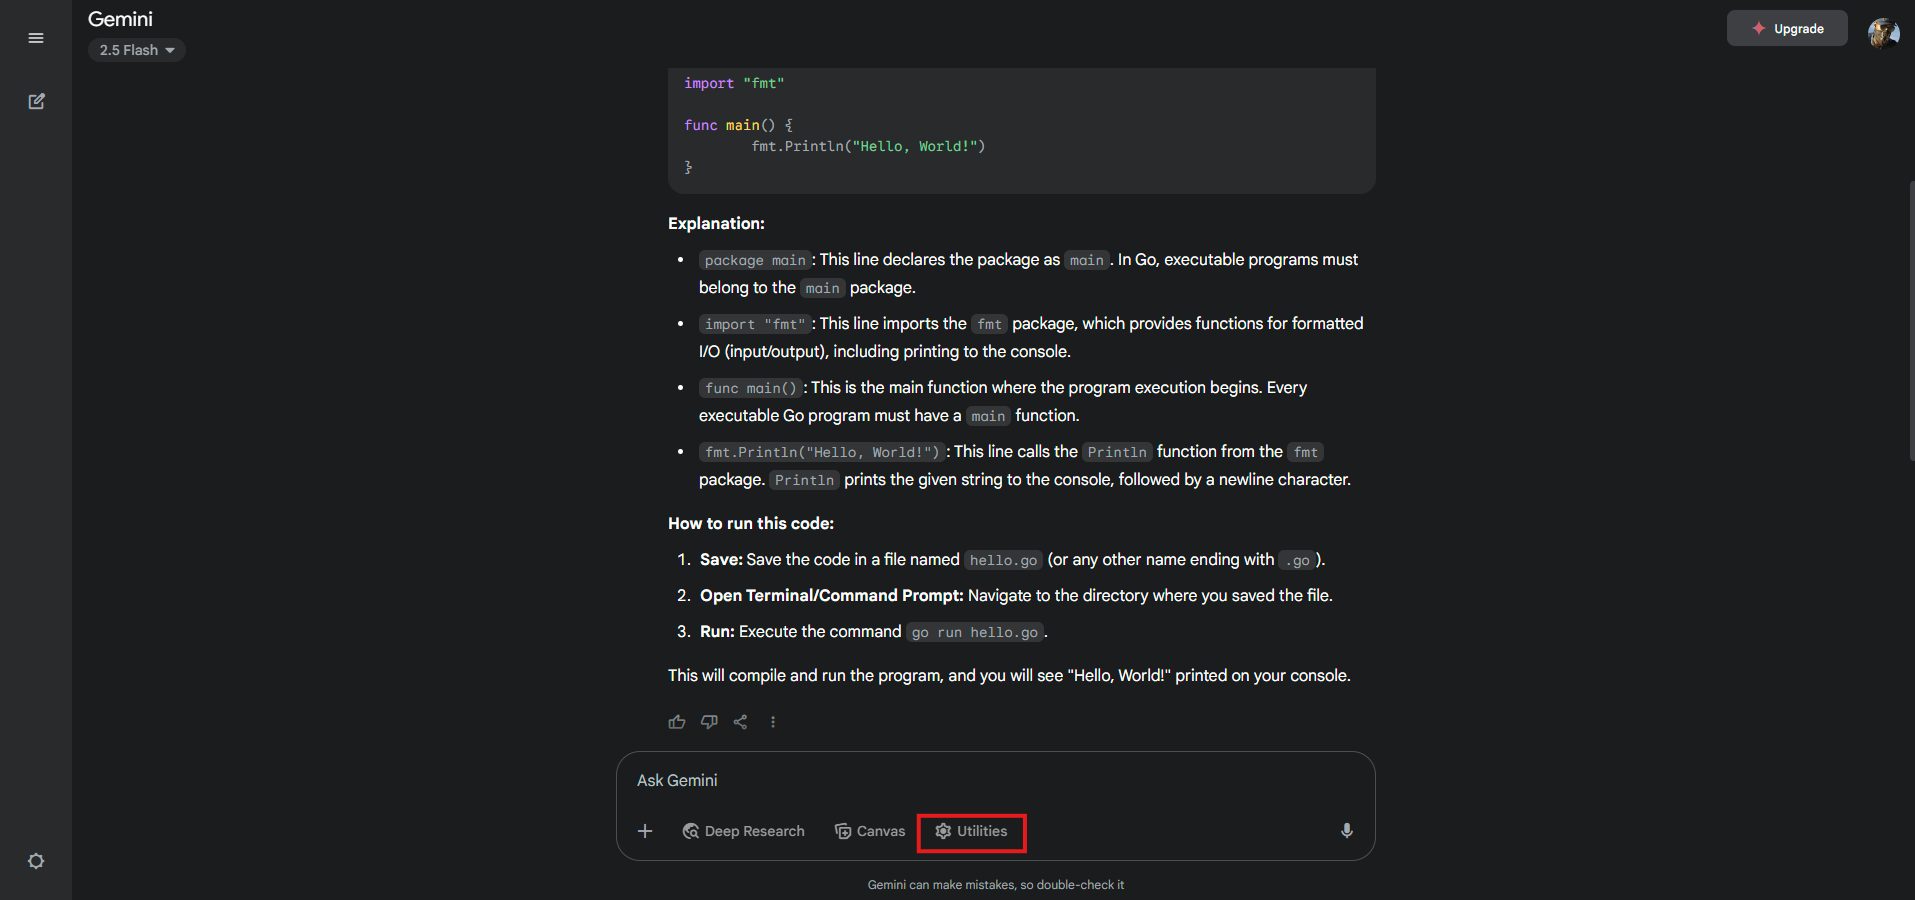 Gemini
2.5 Flash
Upgrade
import "fmt"
func main() {
fmt.Println("Hello, World!")
}
Explanation:
• package main: This line declares the package as main. In Go, executable programs must
belong to the main package.
• import "fmt": This line imports the fmt package, which provides functions for formatted
I/O (input/output), including printing to the console.
• func main(): This is the main function where the program execution begins. Every
executable Go program must have a main function.
• fmt.Println("Hello, World!"): This line calls the Println function from the fmt
package. Println prints the given string to the console, followed by a newline character.
How to run this code:
1. Save: Save the code in a file named hello.go (or any other name ending with .go).
2. Open Terminal/Command Prompt: Navigate to the directory where you saved the file.
3. Run: Execute the command go run hello.go.
This will compile and run the program, and you will see "Hello, World!" printed on your console.
Ask Gemini
Deep Research Canvas Utilities
Gemini can make mistakes, so double-check it